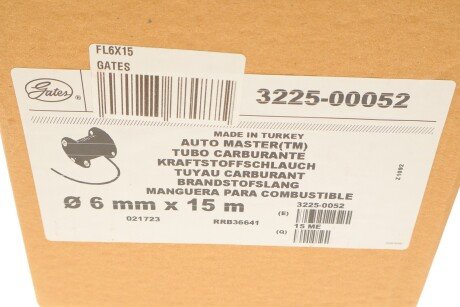 FL6X15
GATES
Gates®
3225-00052
MADE IN TURKEY
AUTO MASTER(TM)
TUBO CARBURANTE
KRAFTSTOFFSCHLAUCH
TUYAU CARBURANT
BRANDSTOFSLANG
MANGUERA PARA COMBUSTIBLE
Ø 6 mm x 15 m
3225-0052
021723
RRB36641
(E)
15 ME
(Q)
Z-1992